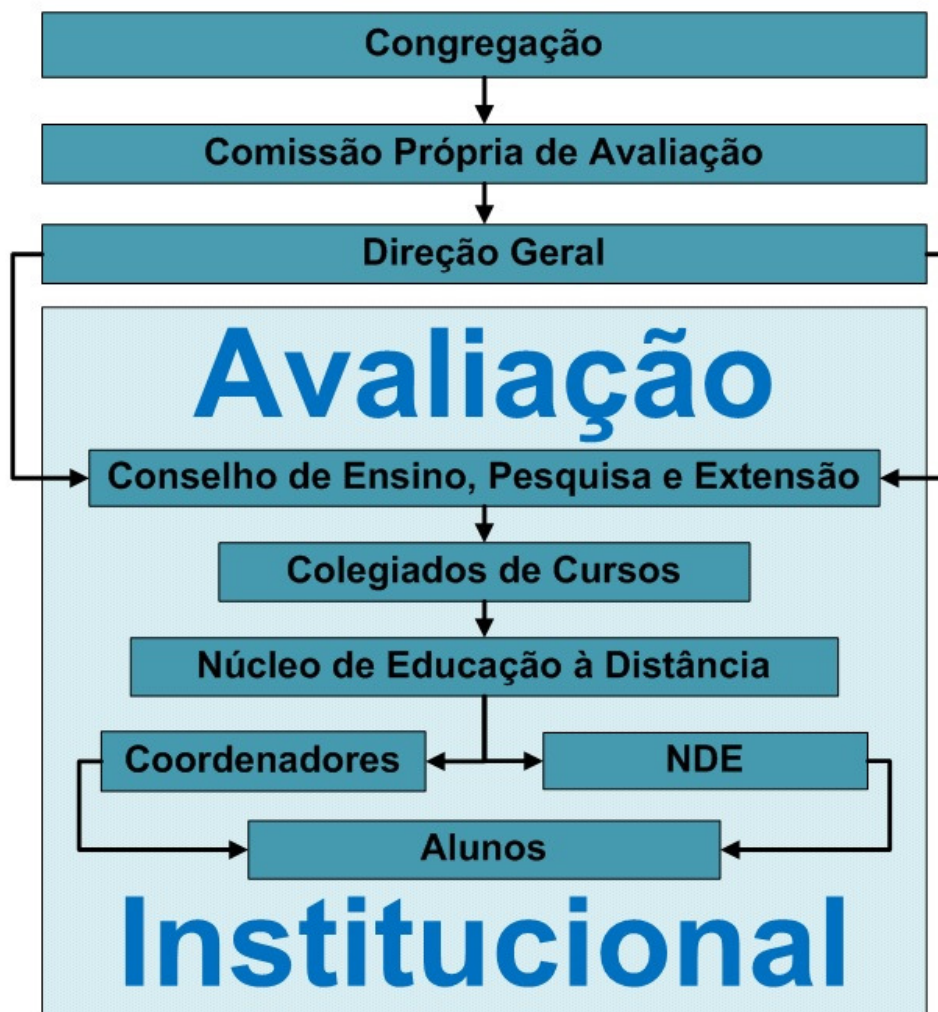 Congregação
Comissão Própria de Avaliação
Direção Geral
Avaliação
Conselho de Ensino, Pesquisa e Extensão
Colegiados de Cursos
Núcleo de Educação à Distância
Coordenadores
NDE
Alunos
Institucional